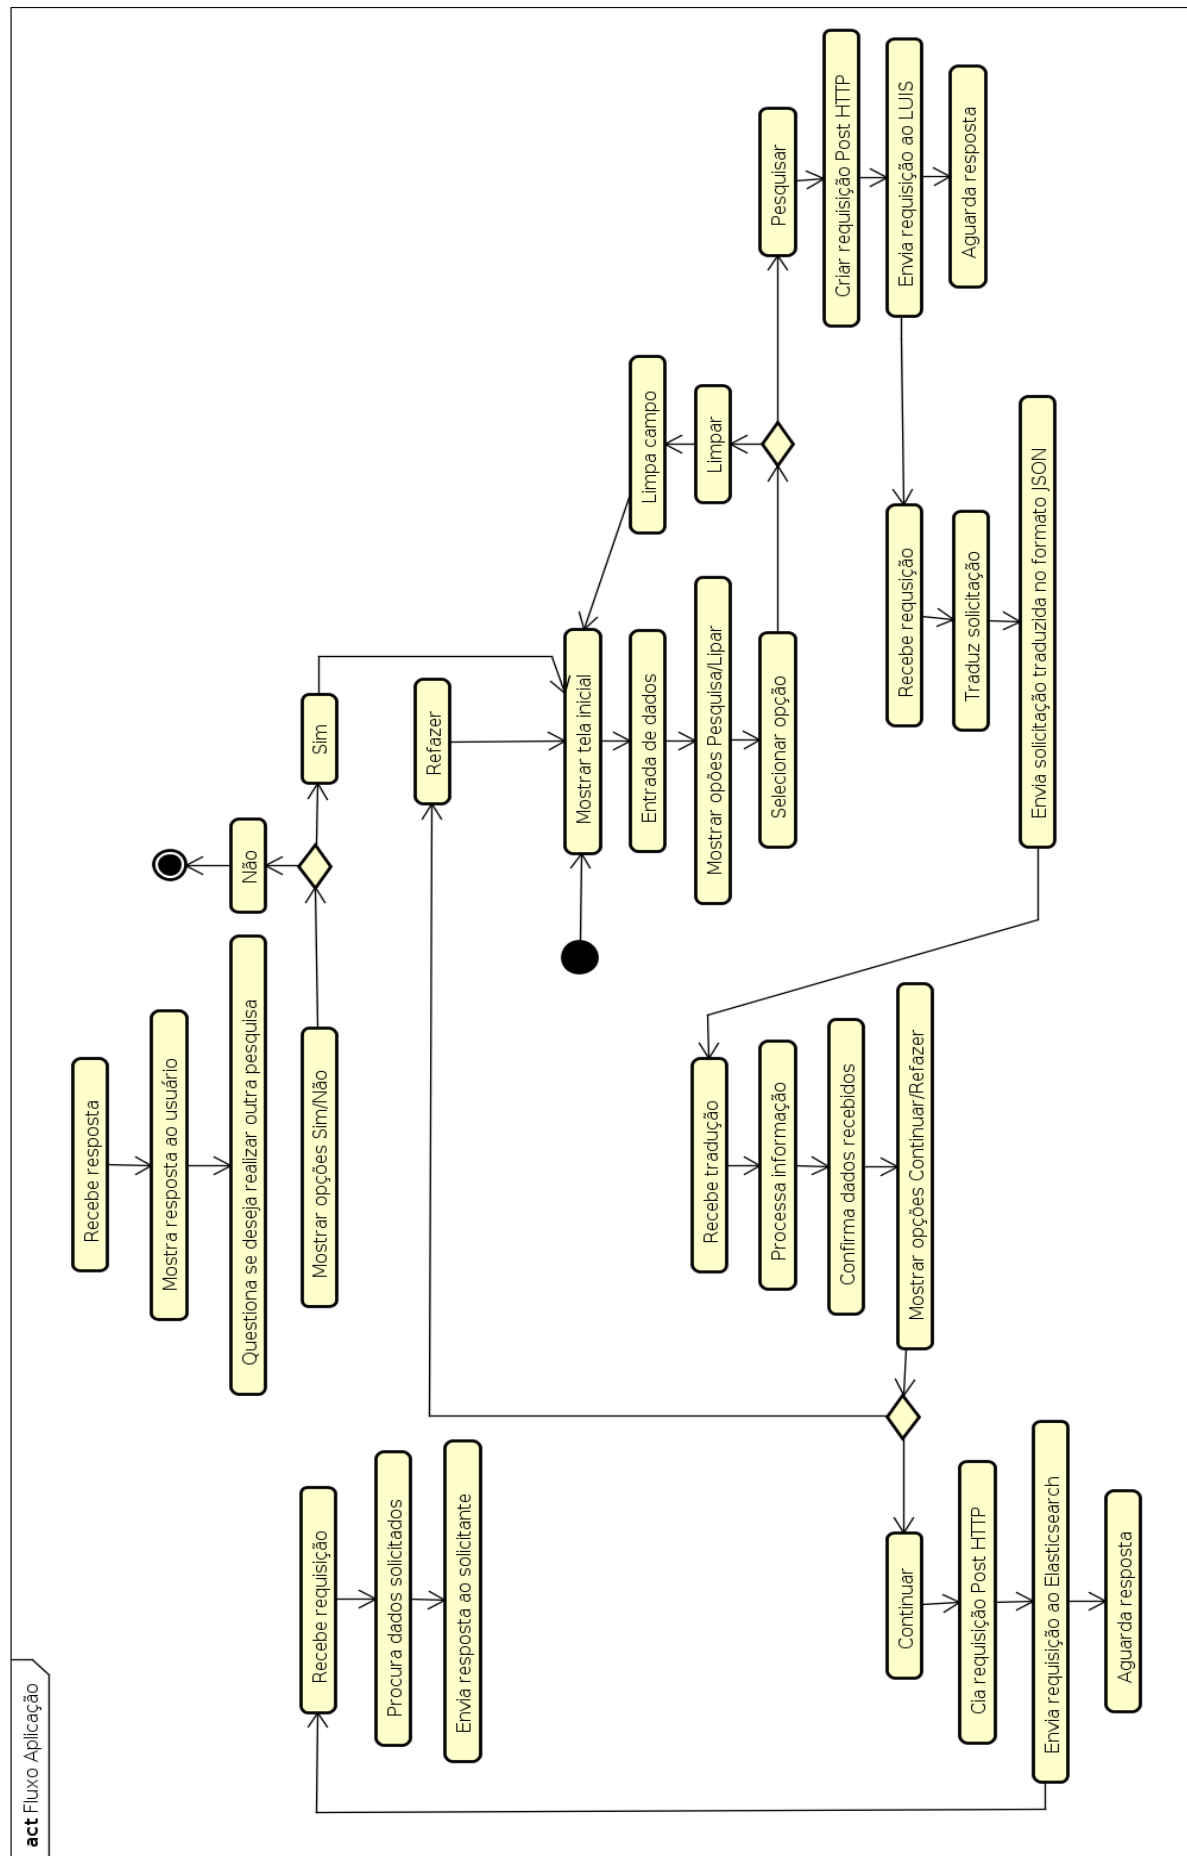 act Fluxo Aplicação
Recebe resposta
Mostra resposta ao usuário
Questiona se deseja realizar outra pesquisa
Mostrar opções Sim/Não
Não
Sim
Refazer
Mostrar tela inicial
Entrada de dados
Mostrar opões Pesquisa/Lipar
Selecionar opção
Limpar
Limpa campo
Pesquisar
Criar requisição Post HTTP
Envia requisição ao LUIS
Aguarda resposta
Recebe requsição
Traduz solicitação
Envia solicitação traduzida no formato JSON
Recebe tradução
Processa informação
Confirma dados recebidos
Mostrar opções Continuar/Refazer
Continuar
Cia requisição Post HTTP
Envia requisição ao Elasticsearch
Aguarda resposta
Recebe requisição
Procura dados solicitados
Envia resposta ao solicitante